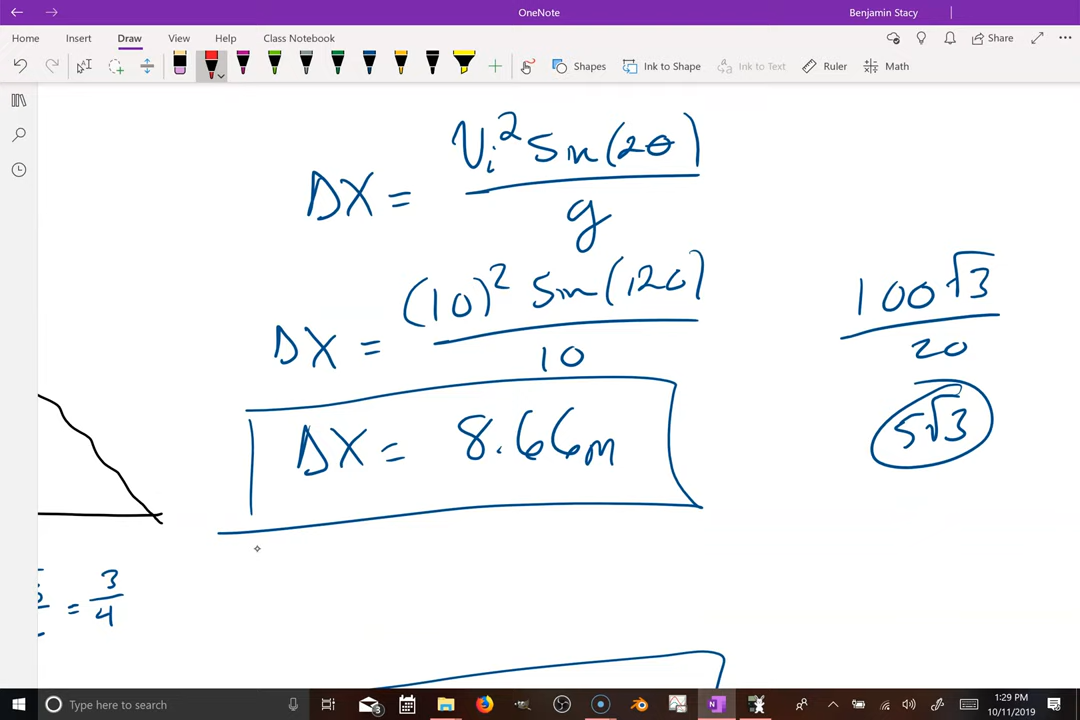 OneNote
Benjamin Stacy
Home Insert Draw View Help Class Notebook
Share
Shapes Ink to Shape Ink to Text Ruler Math
ΔX = Vi² Sin(2θ) / g
ΔX = (10)² Sin(120) / 10
100√3 / 20
ΔX = 8.66m
5√3
= 3/4
Type here to search
3
1:29 PM
10/11/2019